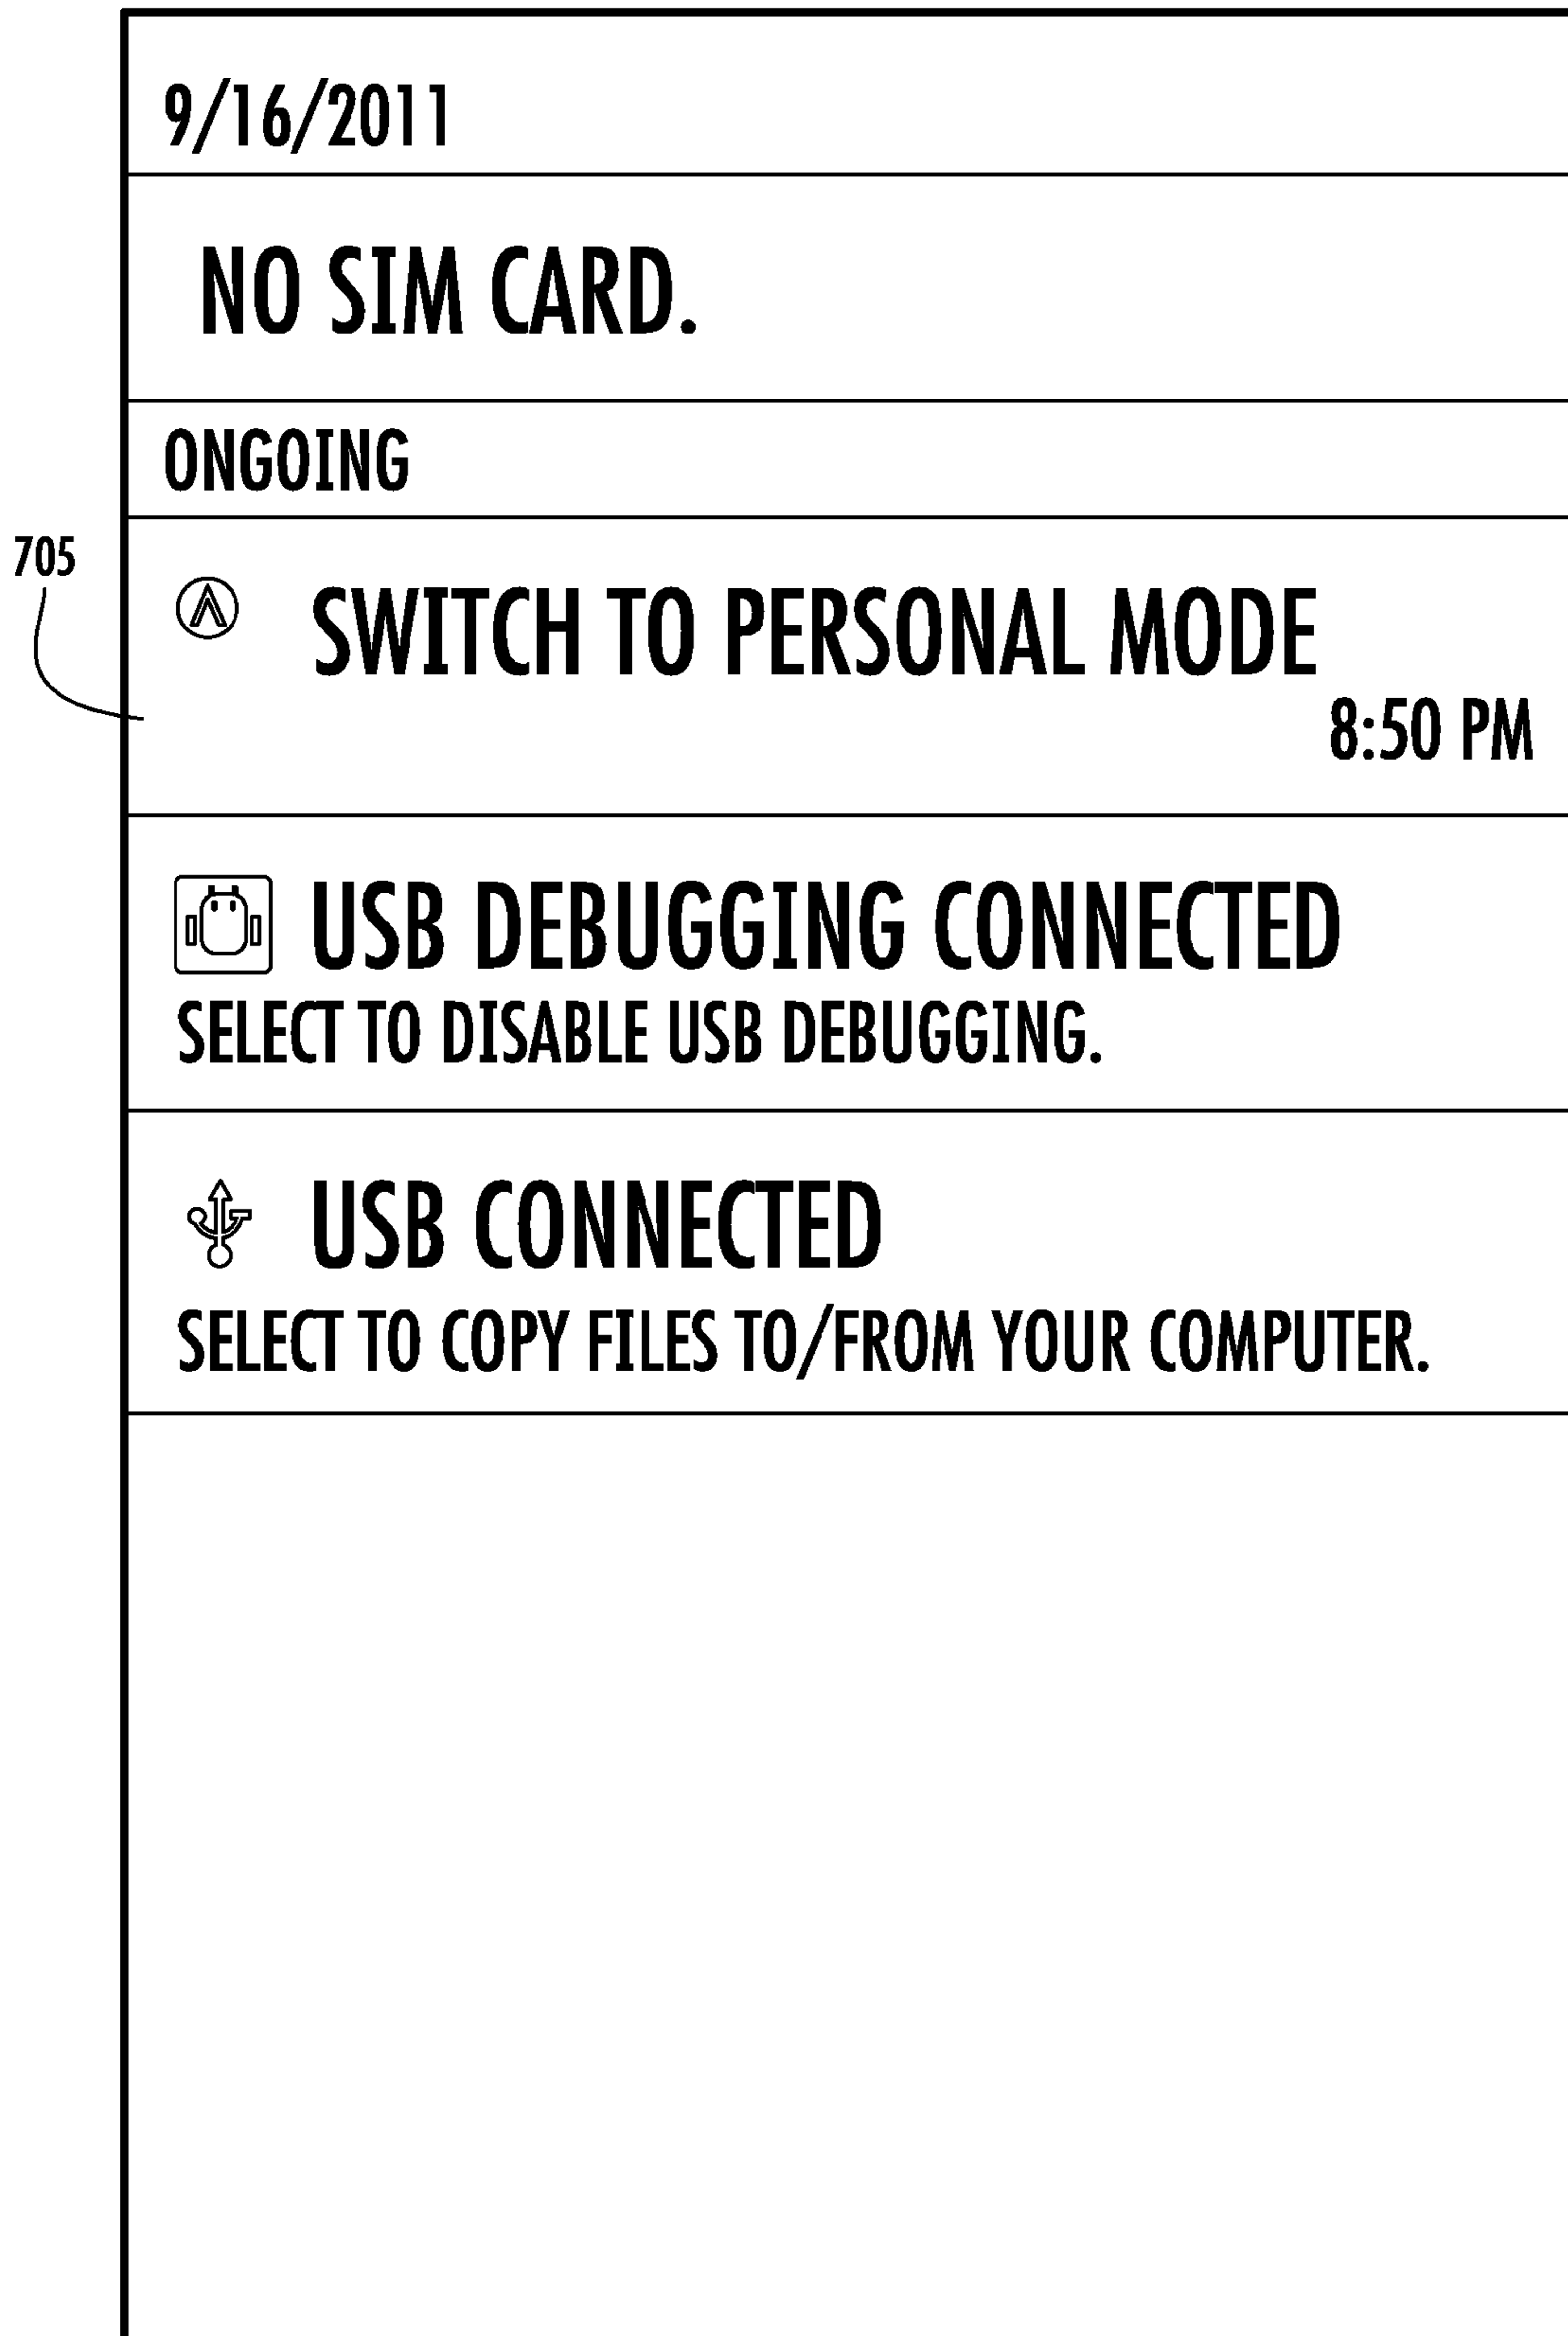 9/16/2011
NO SIM CARD.
ONGOING
705
SWITCH TO PERSONAL MODE
8:50 PM
USB DEBUGGING CONNECTED
SELECT TO DISABLE USB DEBUGGING.
USB CONNECTED
SELECT TO COPY FILES TO/FROM YOUR COMPUTER.